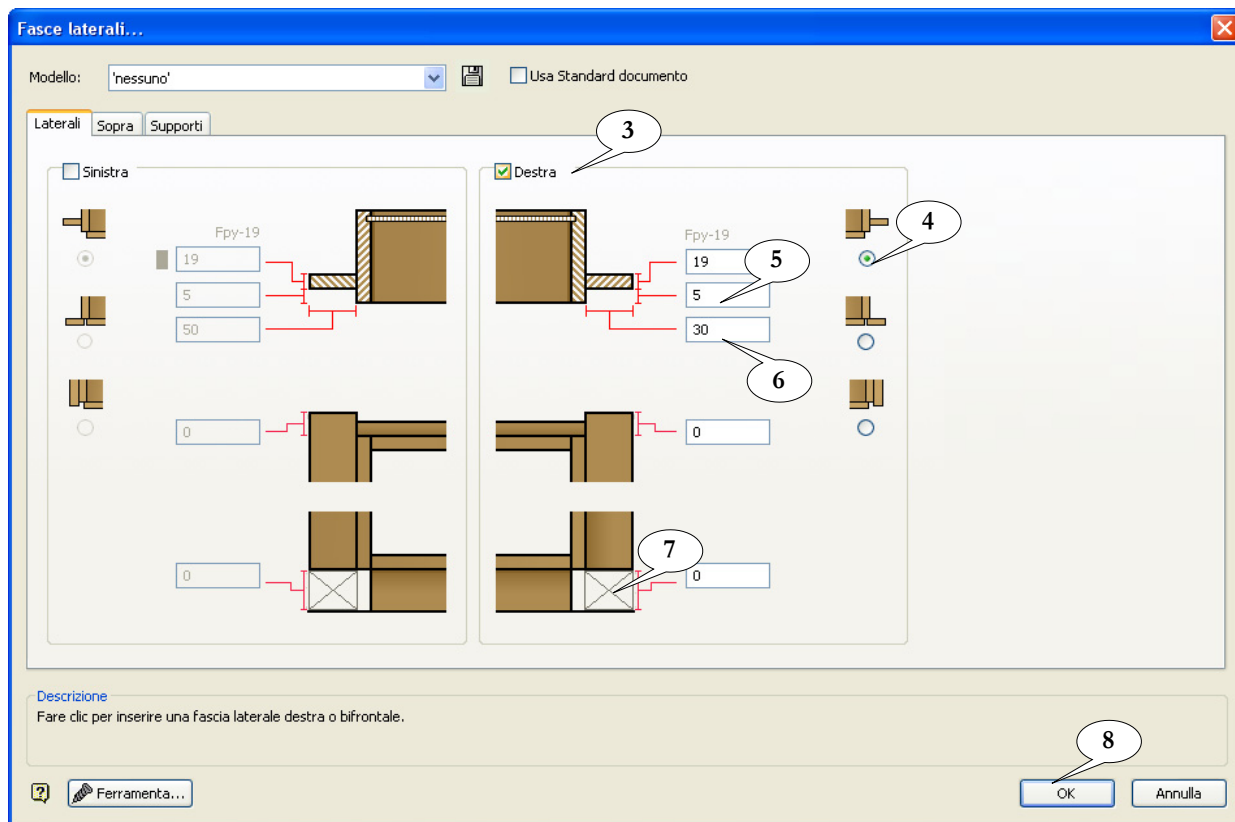 Fasce laterali...
Modello:
'nessuno'
Usa Standard documento
Laterali
Sopra
Supporti
3
Sinistra
Fpy-19
19
5
50
0
0
Destra
Fpy-19
19
5
30
0
0
4
5
6
7
Descrizione
Fare clic per inserire una fascia laterale destra o bifrontale.
8
?
Ferramenta...
OK
Annulla